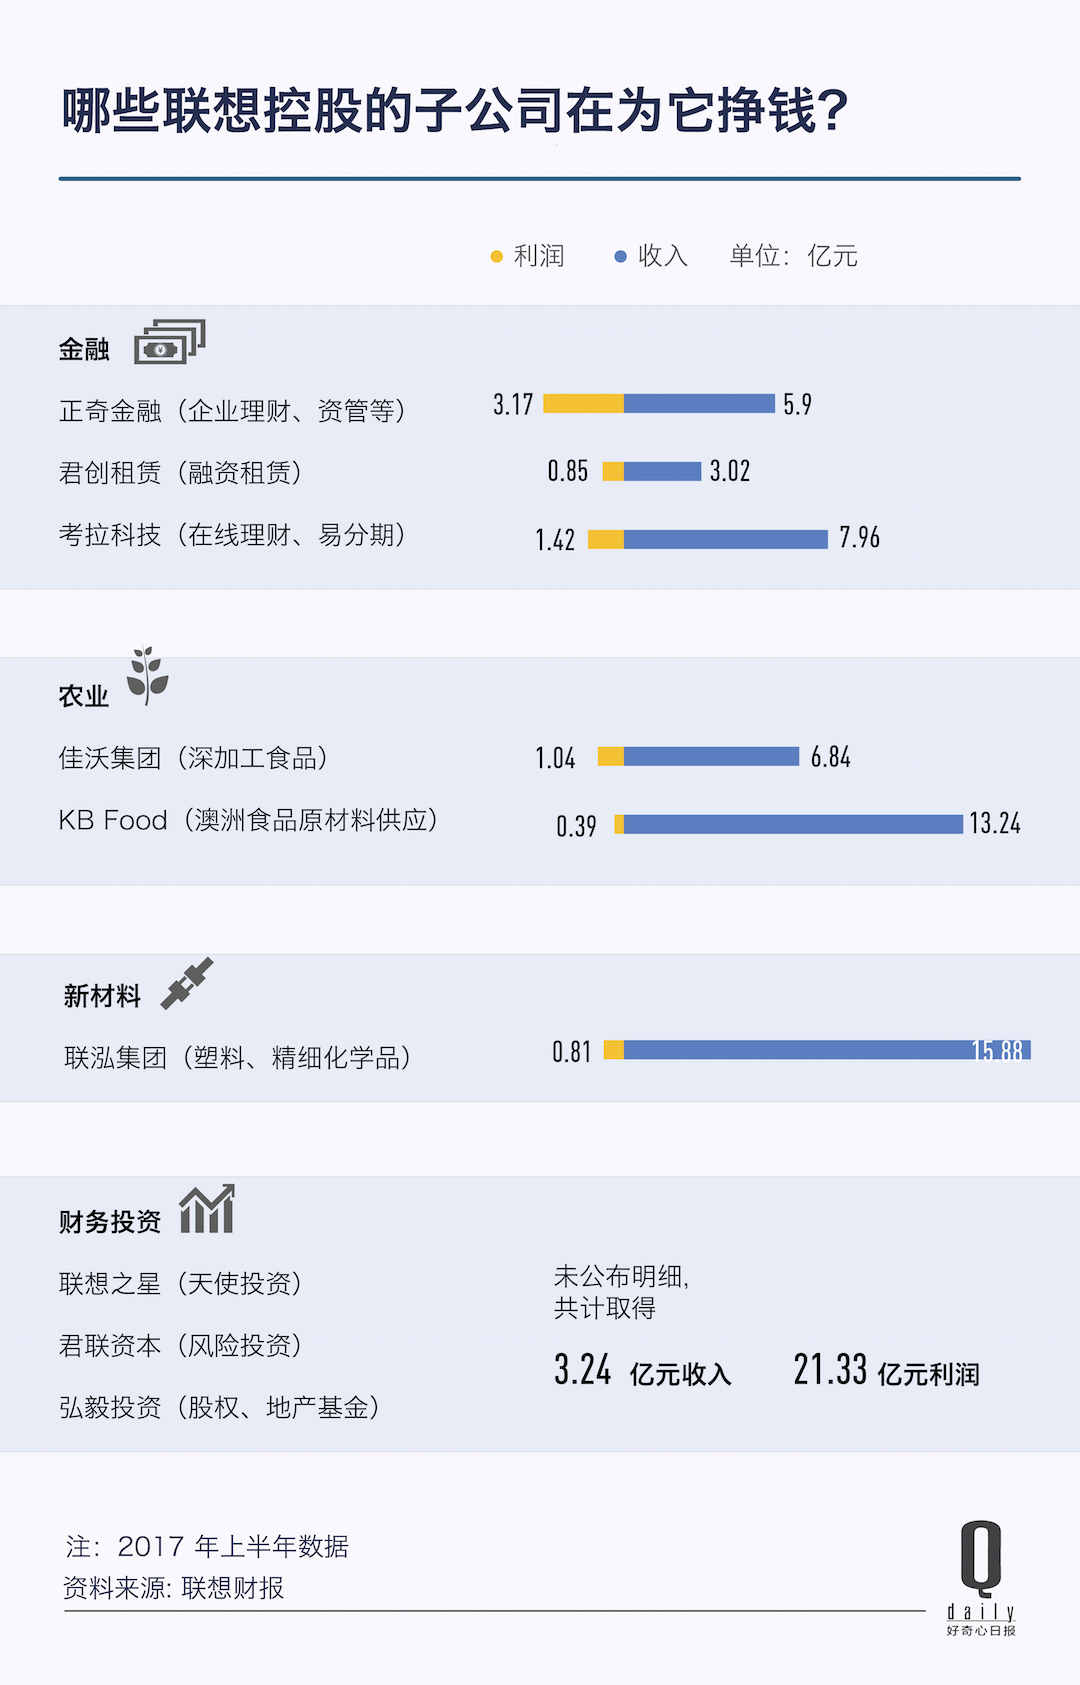 哪些联想控股的子公司在为它挣钱?
利润 收入 单位：亿元
金融
正奇金融（企业理财、资管等） 3.17 5.9
君创租赁（融资租赁） 0.85 3.02
考拉科技（在线理财、易分期） 1.42 7.96
农业
佳沃集团（深加工食品） 1.04 6.84
KB Food（澳洲食品原材料供应） 0.39 13.24
新材料
联泓集团（塑料、精细化学品） 0.81 15.88
财务投资
联想之星（天使投资）
君联资本（风险投资）
弘毅投资（股权、地产基金）
未公布明细,
共计取得
3.24 亿元收入 21.33 亿元利润
注：2017 年上半年数据
资料来源: 联想财报
Q
daily
好奇心日报